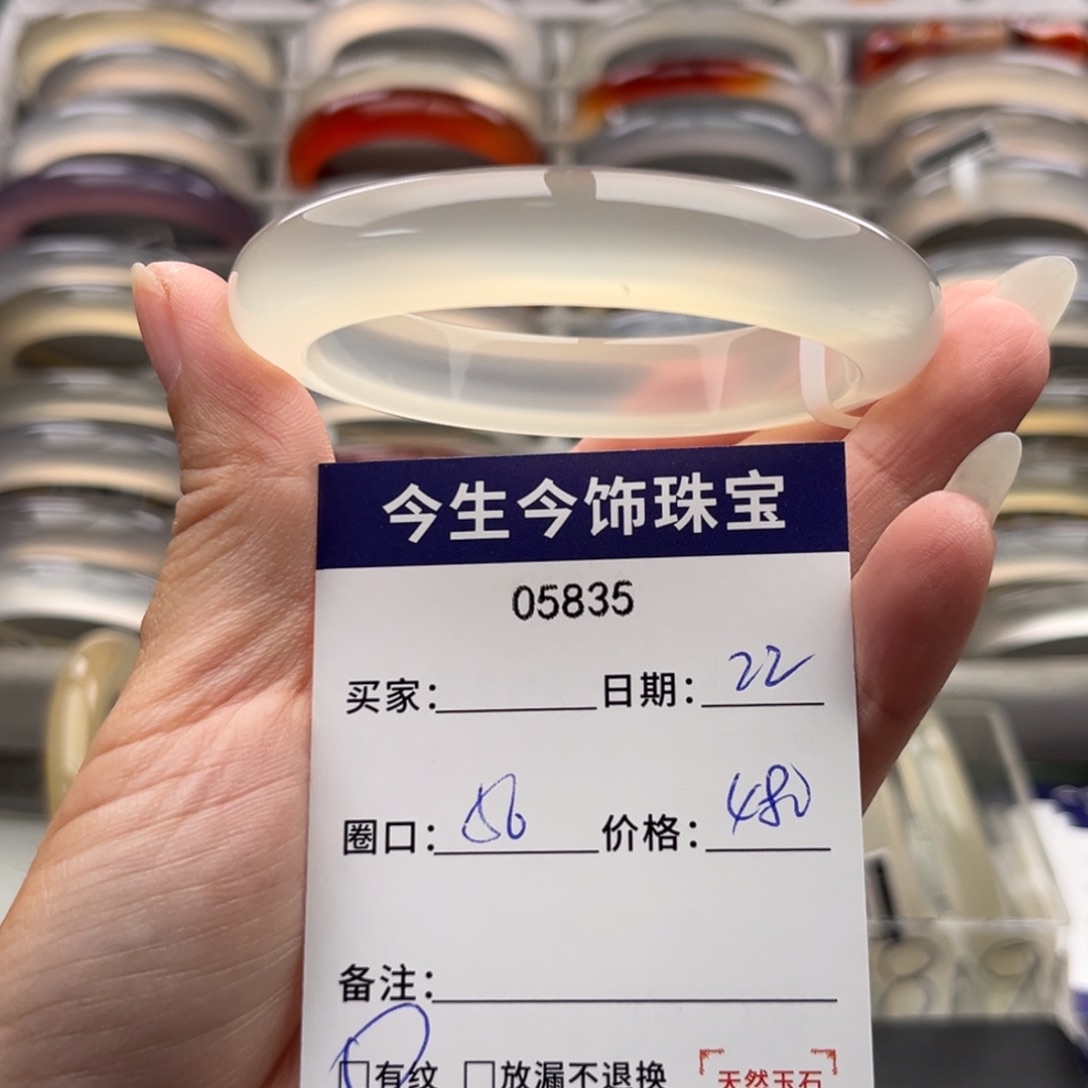 今生今饰珠宝
05835
买家： 日期：22
圈口：56 价格：480
备注：
□有纹 □放漏不退换 天然玉石